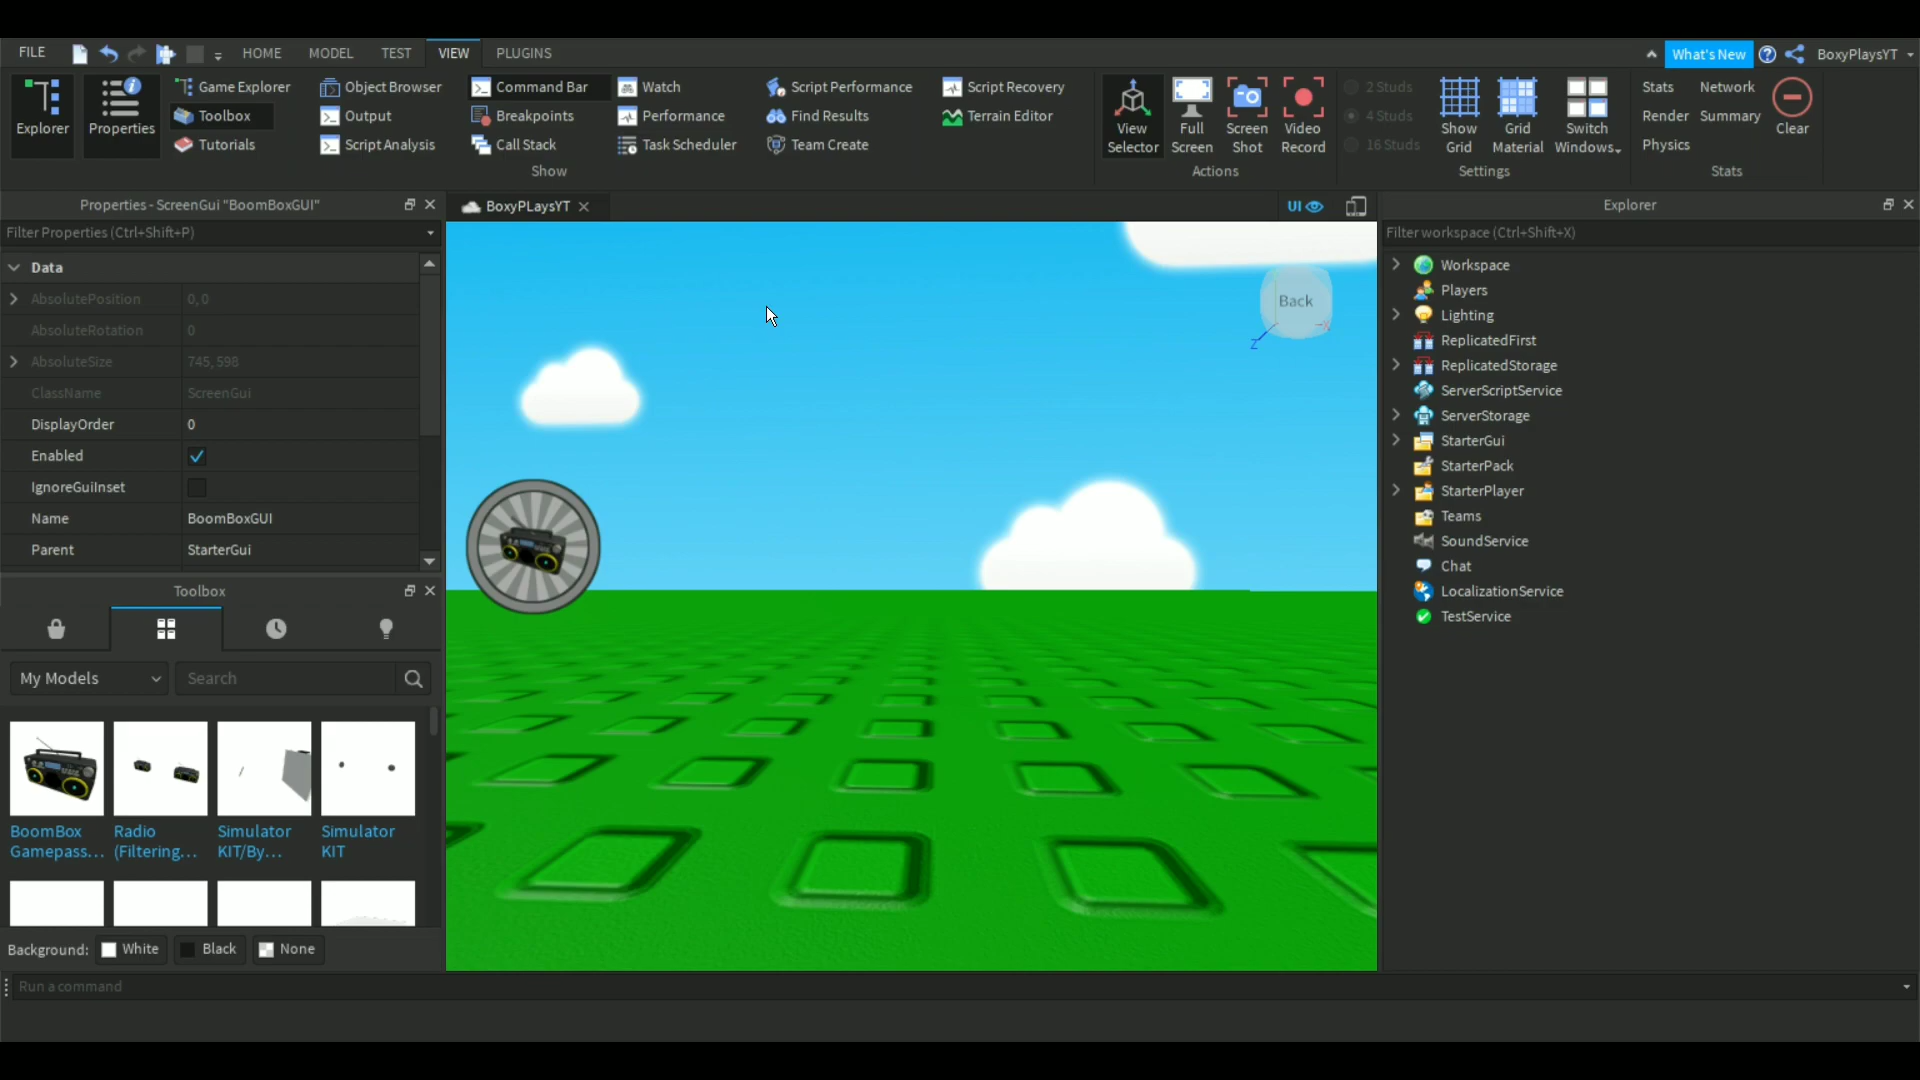 FILE HOME MODEL TEST VIEW PLUGINS What's New BoxyPlaysYT
Explorer
Properties
Game Explorer
Toolbox
Tutorials
Object Browser
Output
Script Analysis
Command Bar
Breakpoints
Call Stack
Watch
Performance
Task Scheduler
Script Performance
Find Results
Team Create
Script Recovery
Terrain Editor
Show
View
Selector
Full
Screen
Screen
Shot
Video
Record
Actions
2 Studs
4 Studs
16 Studs
Show
Grid
Grid
Material
Switch
Windows
Settings
Stats
Render
Physics
Network
Summary
Clear
Stats
Properties - ScreenGui "BoomBoxGUI"
Filter Properties (Ctrl+Shift+P)
Data
AbsolutePosition 0, 0
AbsoluteRotation 0
AbsoluteSize 745, 598
ClassName ScreenGui
DisplayOrder 0
Enabled
IgnoreGuiInset
Name BoomBoxGUI
Parent StarterGui
Toolbox
My Models Search
BoomBox
Gamepass...
Radio
(Filtering...
Simulator
KIT/By...
Simulator
KIT
Background: White Black None
Run a command
BoxyPLaysYT
UI
Back
X
Z
Explorer
Filter workspace (Ctrl+Shift+X)
Workspace
Players
Lighting
ReplicatedFirst
ReplicatedStorage
ServerScriptService
ServerStorage
StarterGui
StarterPack
StarterPlayer
Teams
SoundService
Chat
LocalizationService
TestService